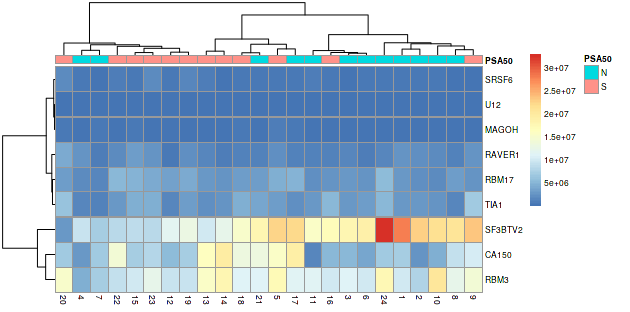 PSA50
PSA50
N
S
SRSF6
U12
MAGOH
RAVER1
RBM17
TIA1
SF3BTV2
CA150
RBM3
3e+07
2.5e+07
2e+07
1.5e+07
1e+07
5e+06
20 4 7 22 15 23 12 19 13 14 18 21 5 17 11 16 3 6 24 1 2 10 8 9